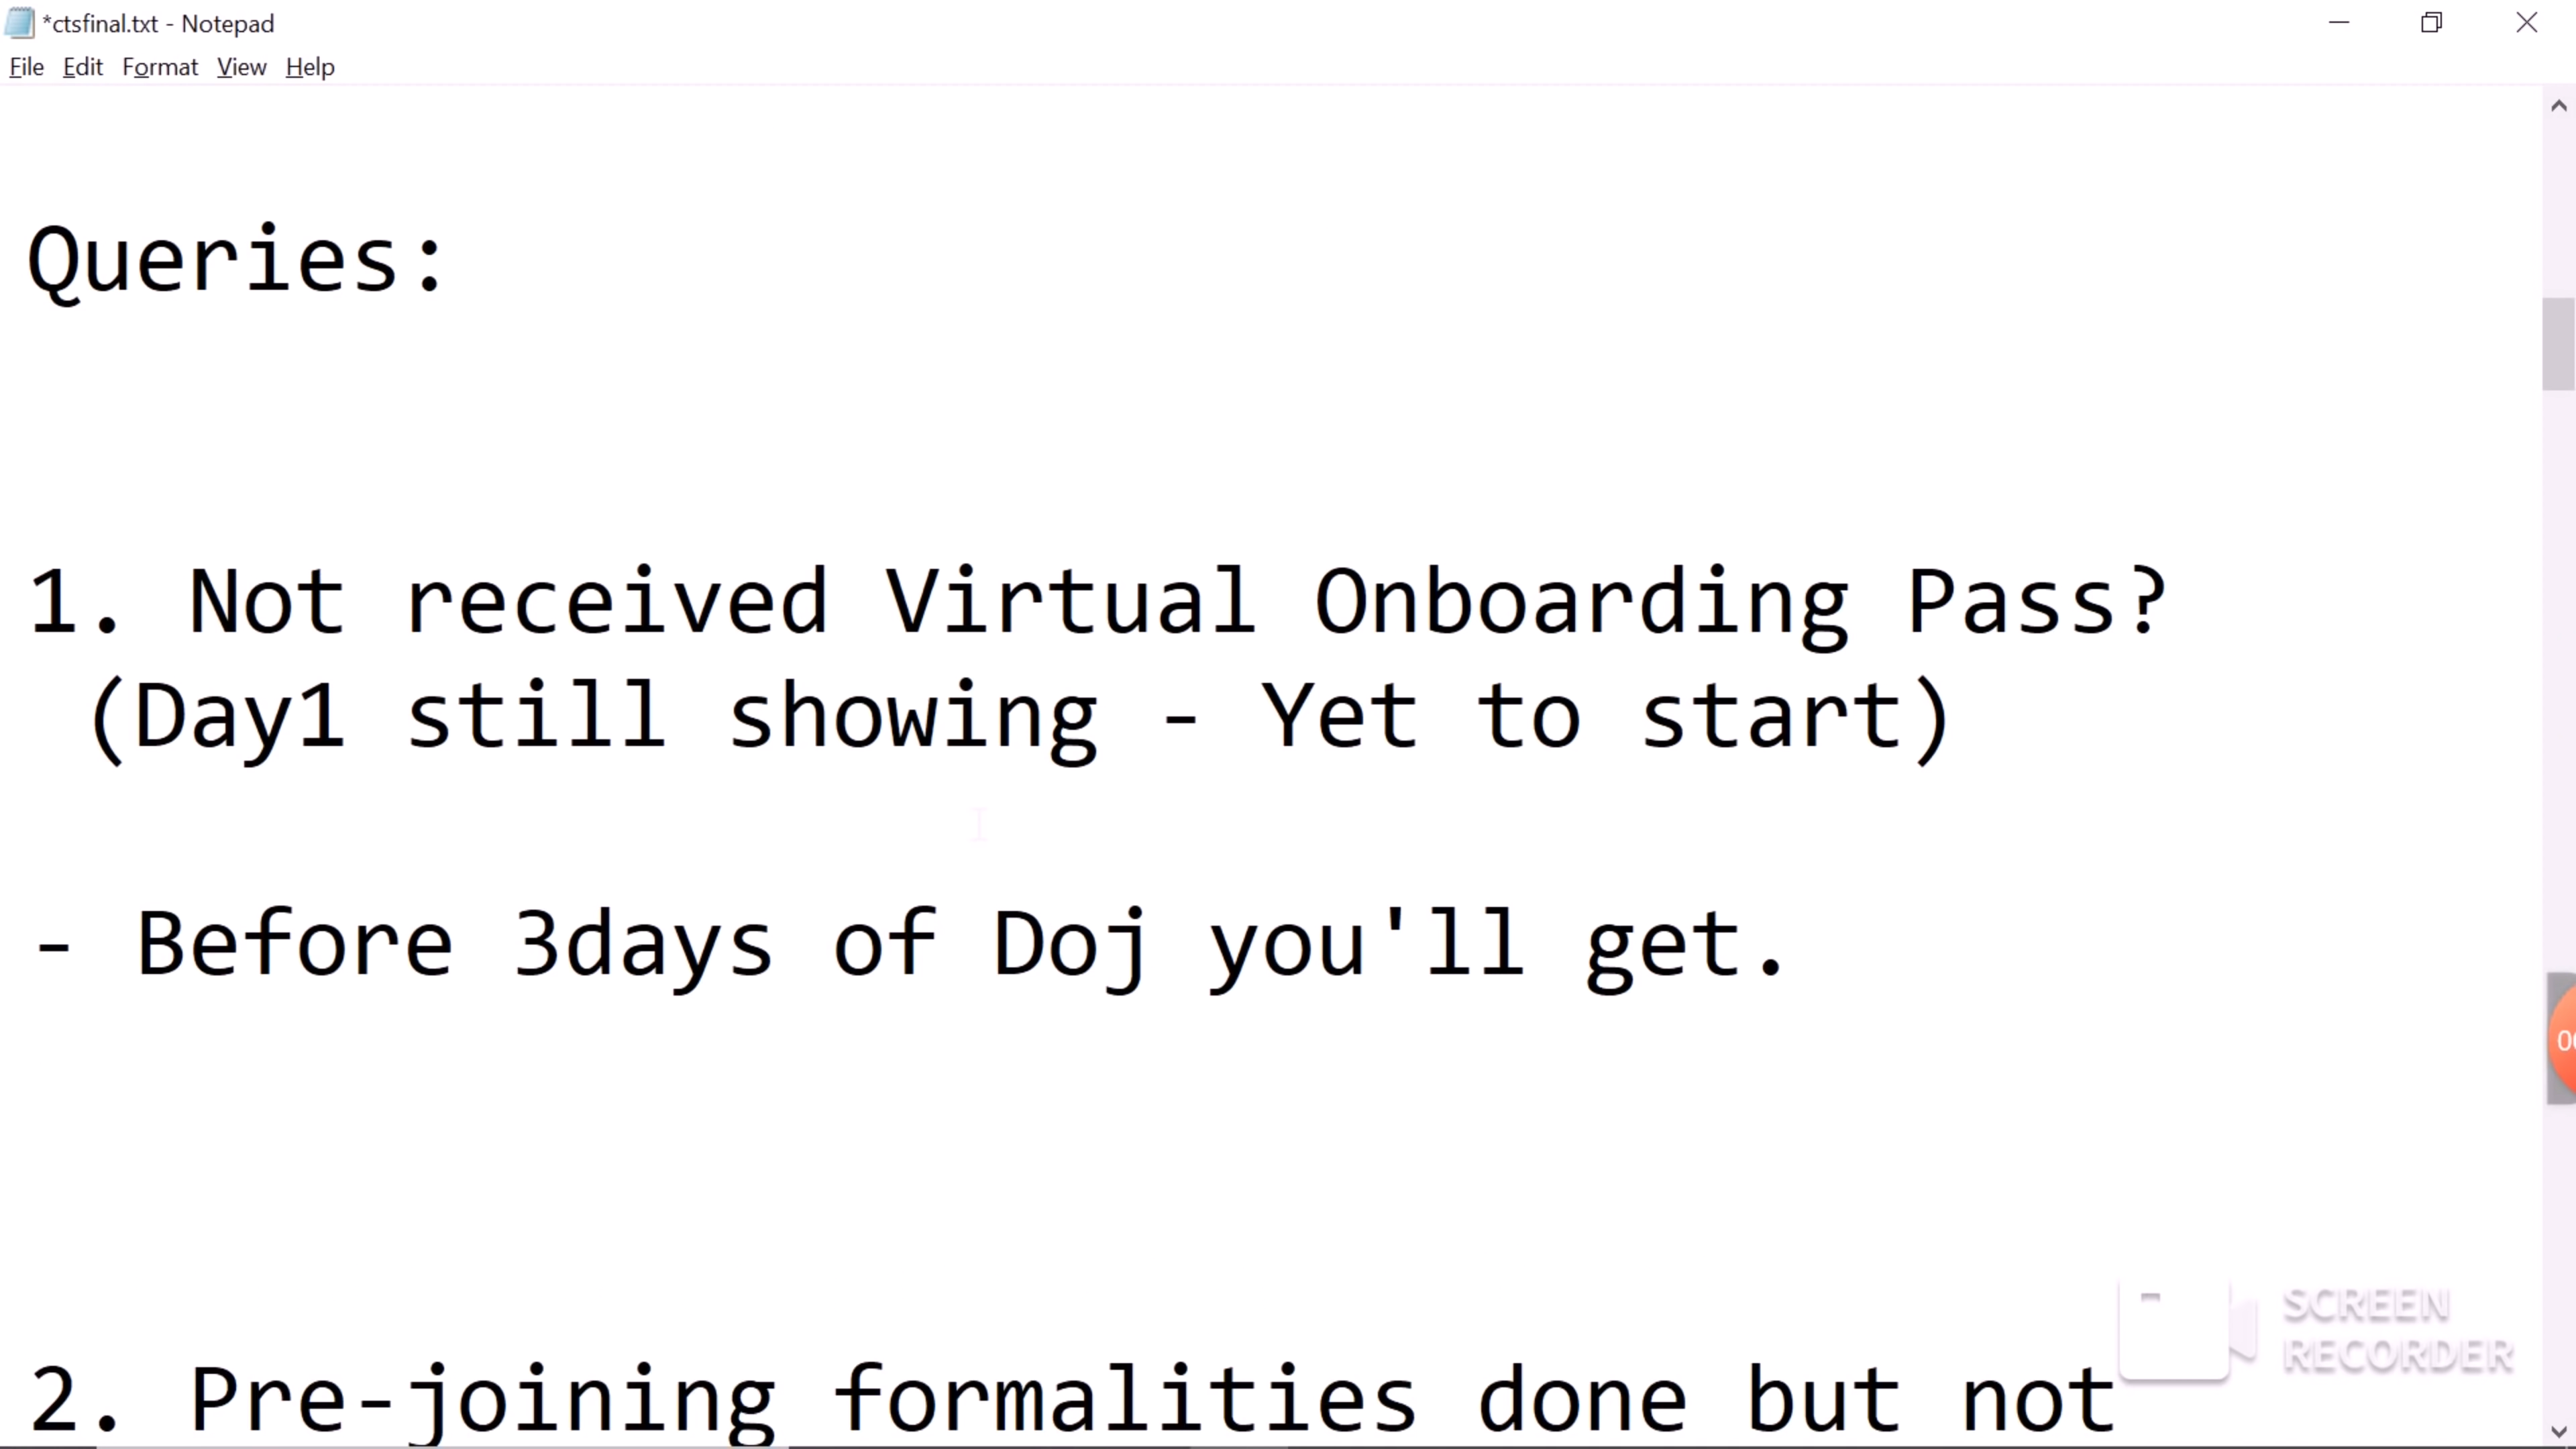 *ctsfinal.txt - Notepad
File Edit Format View Help
Queries:
1. Not received Virtual Onboarding Pass?
(Day1 still showing - Yet to start)
- Before 3days of Doj you'll get.
2. Pre-joining formalities done but not
SCREEN
RECORDER